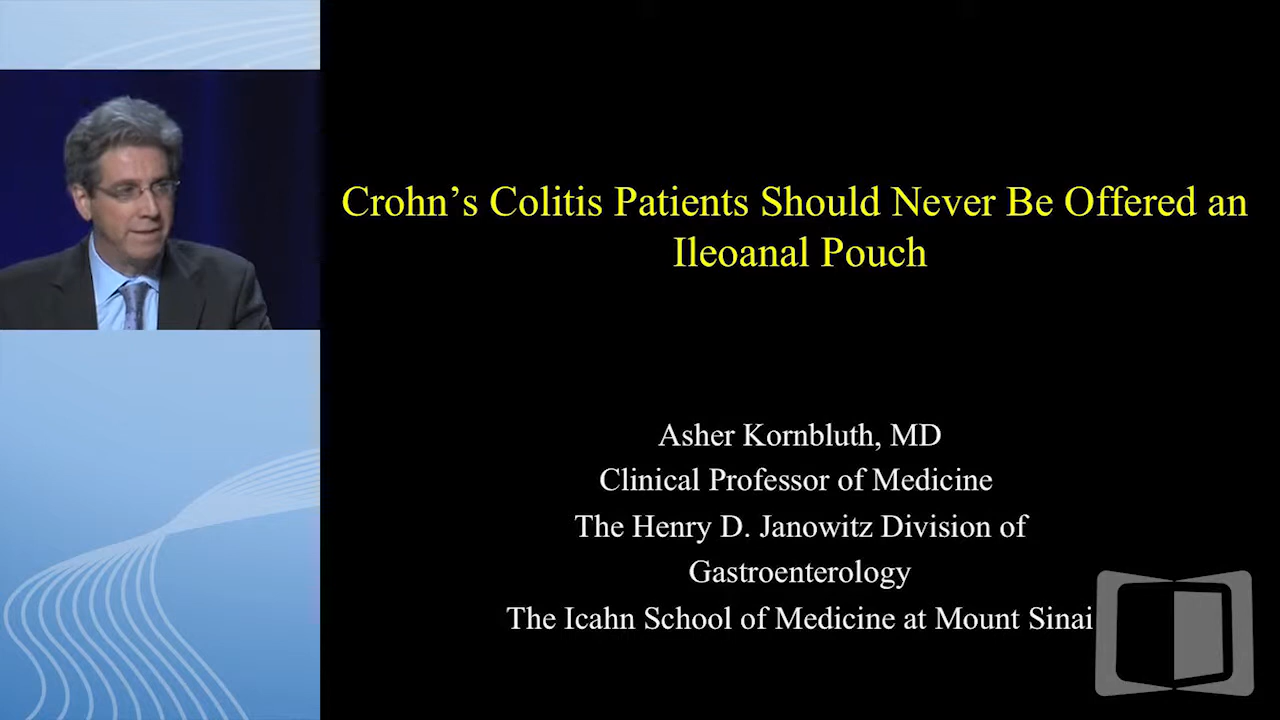 Crohn's Colitis Patients Should Never Be Offered an
Ileoanal Pouch
Asher Kornbluth, MD
Clinical Professor of Medicine
The Henry D. Janowitz Division of
Gastroenterology
The Icahn School of Medicine at Mount Sinai